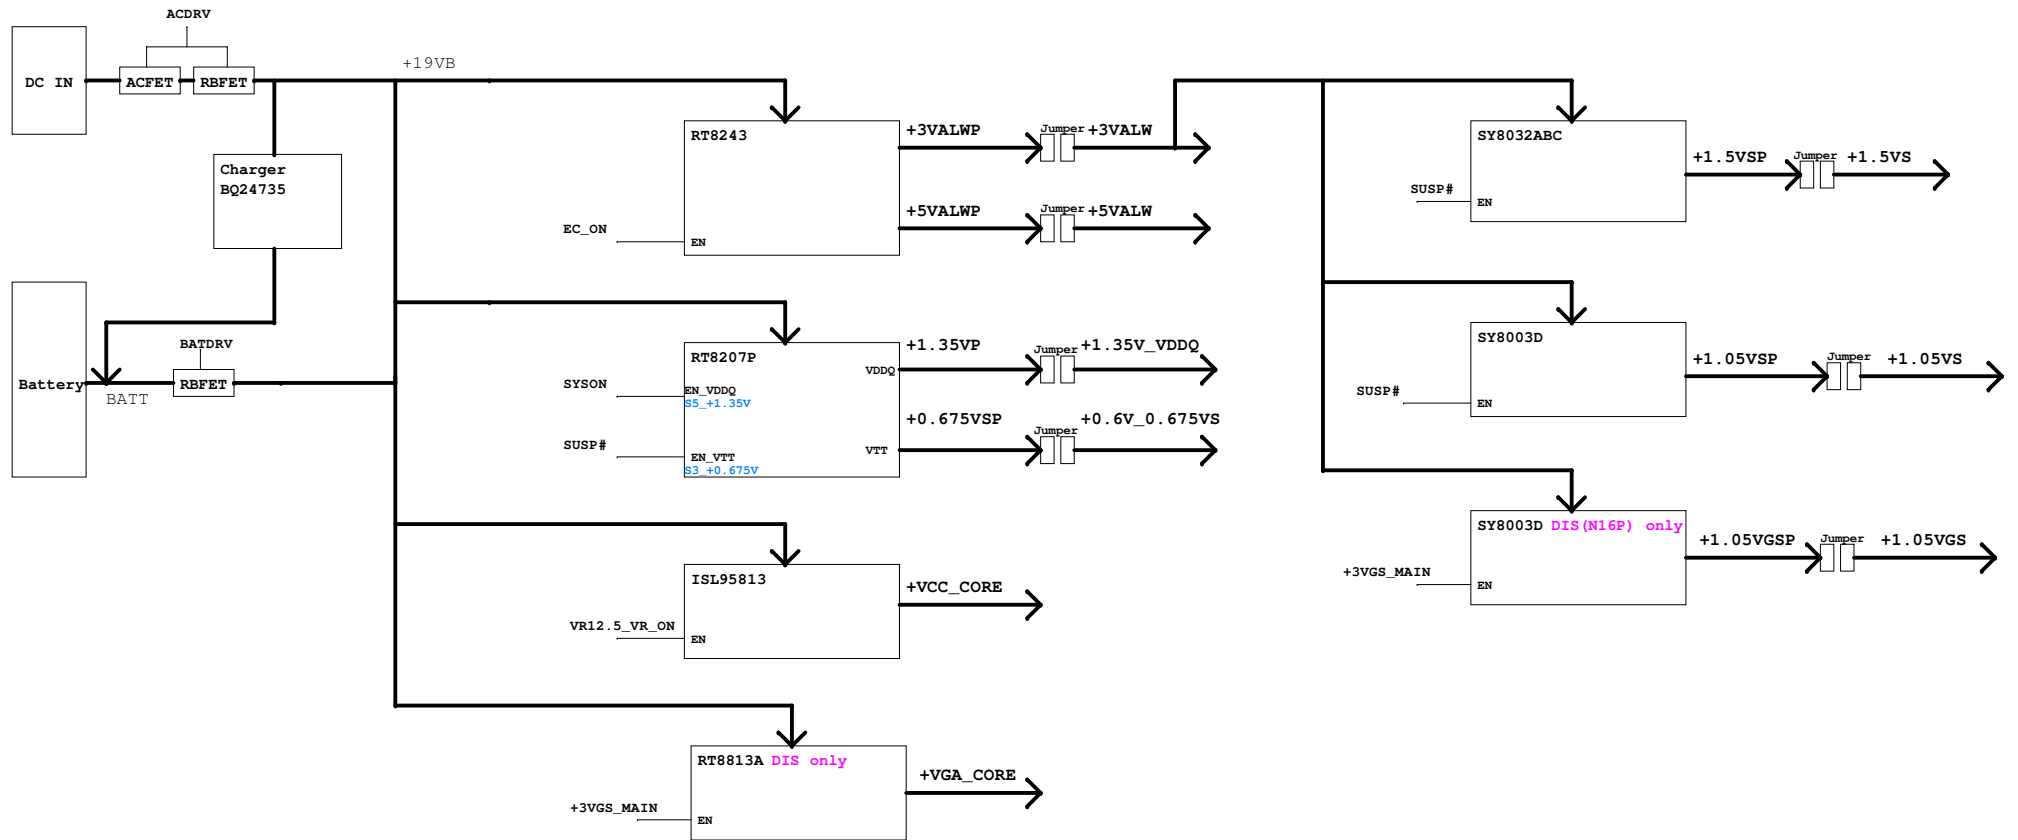 ACDRV
DC IN
ACFET
RBFET
+19VB
Charger
BQ24735
Battery
BATT
BATDRV
RBFET
RT8243
EC_ON
EN
+3VALWP
Jumper
+3VALW
+5VALWP
Jumper
+5VALW
RT8207P
SYSON
EN_VDDQ
S5_+1.35V
SUSP#
EN_VTT
S3_+0.675V
VDDQ
VTT
+1.35VP
Jumper
+1.35V_VDDQ
+0.675VSP
Jumper
+0.6V_0.675VS
ISL95813
VR12.5_VR_ON
EN
+VCC_CORE
RT8813A DIS only
+3VGS_MAIN
EN
+VGA_CORE
SY8032ABC
SUSP#
EN
+1.5VSP
Jumper
+1.5VS
SY8003D
SUSP#
EN
+1.05VSP
Jumper
+1.05VS
SY8003D DIS(N16P) only
+3VGS_MAIN
EN
+1.05VGSP
Jumper
+1.05VGS